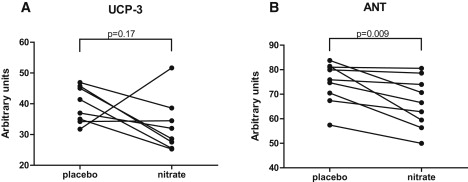 A
UCP-3
p=0.17
Arbitrary units
60
50
40
30
20
placebo
nitrate
B
ANT
p=0.009
Arbitrary units
90
80
70
60
50
40
placebo
nitrate